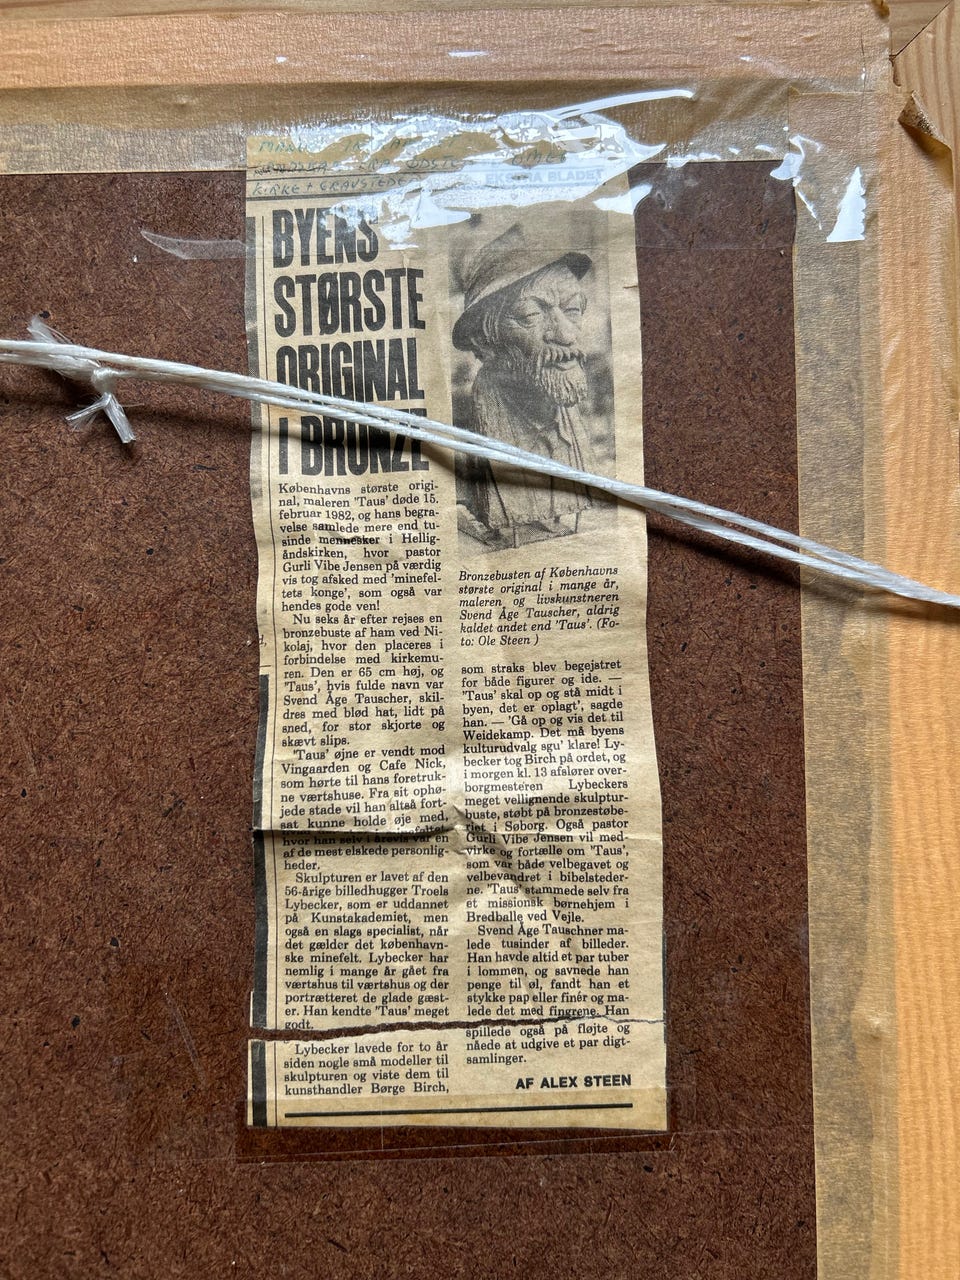 KIRKE + GRAVSTEDER
EKSTRA BLADET
BYENS
STØRSTE
ORIGINAL
I BRONZE
Københavns største origi-
nal, maleren 'Taus' døde 15.
februar 1982, og hans begra-
velse samlede mere end tu-
sinde mennesker i Hellig-
åndskirken, hvor pastor
Gurli Vibe Jensen på værdig
vis tog afsked med 'minefel-
tets konge', som også var
hendes gode ven!
Nu seks år efter rejses en
bronzebuste af ham ved Ni-
kolaj, hvor den placeres i
forbindelse med kirkemu-
ren. Den er 65 cm høj, og
'Taus', hvis fulde navn var
Svend Åge Tauscher, skil-
dres med blød hat, lidt på
sned, for stor skjorte og
skævt slips.
'Taus' øjne er vendt mod
Vingaarden og Cafe Nick,
som hørte til hans foretruk-
ne værtshuse. Fra sit ophø-
jede stade vil han altså fort-
sat kunne holde øje med,
hvor han selv i årevis var en
af de mest elskede personlig-
heder.
Skulpturen er lavet af den
56-årige billedhugger Troels
Lybecker, som er uddannet
på Kunstakademiet, men
også en slags specialist, når
det gælder det københavn-
ske minefelt. Lybecker har
nemlig i mange år gået fra
værtshus til værtshus og der
portrætteret de glade gæst-
er. Han kendte 'Taus' meget
godt.
Lybecker lavede for to år
siden nogle små modeller til
skulpturen og viste dem til
kunsthandler Børge Birch,
Bronzebusten af Københavns
største original i mange år,
maleren og livskunstneren
Svend Åge Tauscher, aldrig
kaldet andet end 'Taus'. (Fo-
to: Ole Steen )
som straks blev begejstret
for både figurer og ide. —
'Taus' skal op og stå midt i
byen, det er oplagt', sagde
han. — 'Gå op og vis det til
Weidekamp. Det må byens
kulturudvalg sgu' klare! Ly-
becker tog Birch på ordet, og
i morgen kl. 13 afslører over-
borgmesteren Lybeckers
meget vellignende skulptur-
buste, støbt på bronzestøbe-
riet i Søborg. Også pastor
Gurli Vibe Jensen vil med-
virke og fortælle om 'Taus',
som var både velbegavet og
velbevandret i bibelstedер-
ne. 'Taus' stammede selv fra
et missionsk børnehjem i
Bredballe ved Vejle.
Svend Åge Tauschner ma-
lede tusinder af billeder.
Han havde altid et par tuber
i lommen, og savnede han
penge til øl, fandt han et
stykke pap eller finér og ma-
lede det med fingrene. Han
spillede også på fløjte og
nåede at udgive et par digt-
samlinger.
AF ALEX STEEN